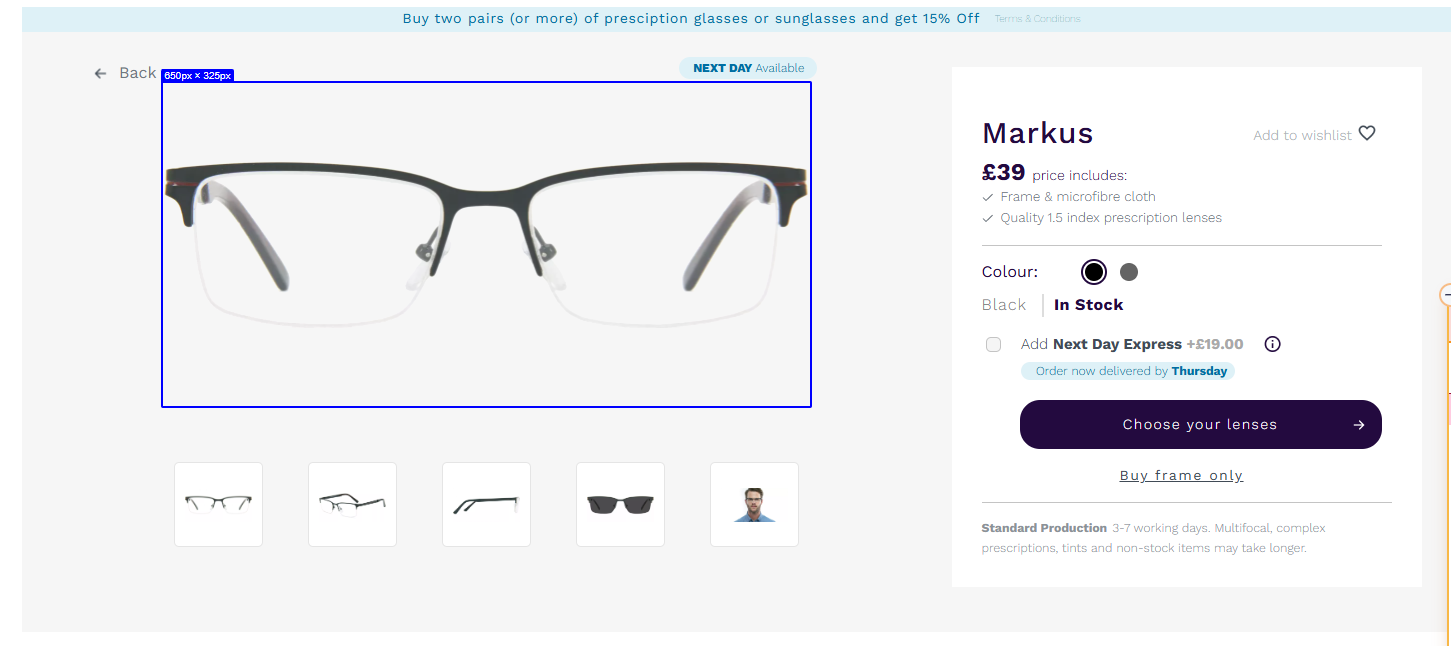 Buy two pairs (or more) of presciption glasses or sunglasses and get 15% Off Terms & Conditions
← Back
650px × 325px
NEXT DAY Available
Markus
Add to wishlist
£39 price includes:
✓ Frame & microfibre cloth
✓ Quality 1.5 index prescription lenses
Colour:
Black | In Stock
Add Next Day Express +£19.00
Order now delivered by Thursday
Choose your lenses →
Buy frame only
Standard Production 3-7 working days. Multifocal, complex
prescriptions, tints and non-stock items may take longer.